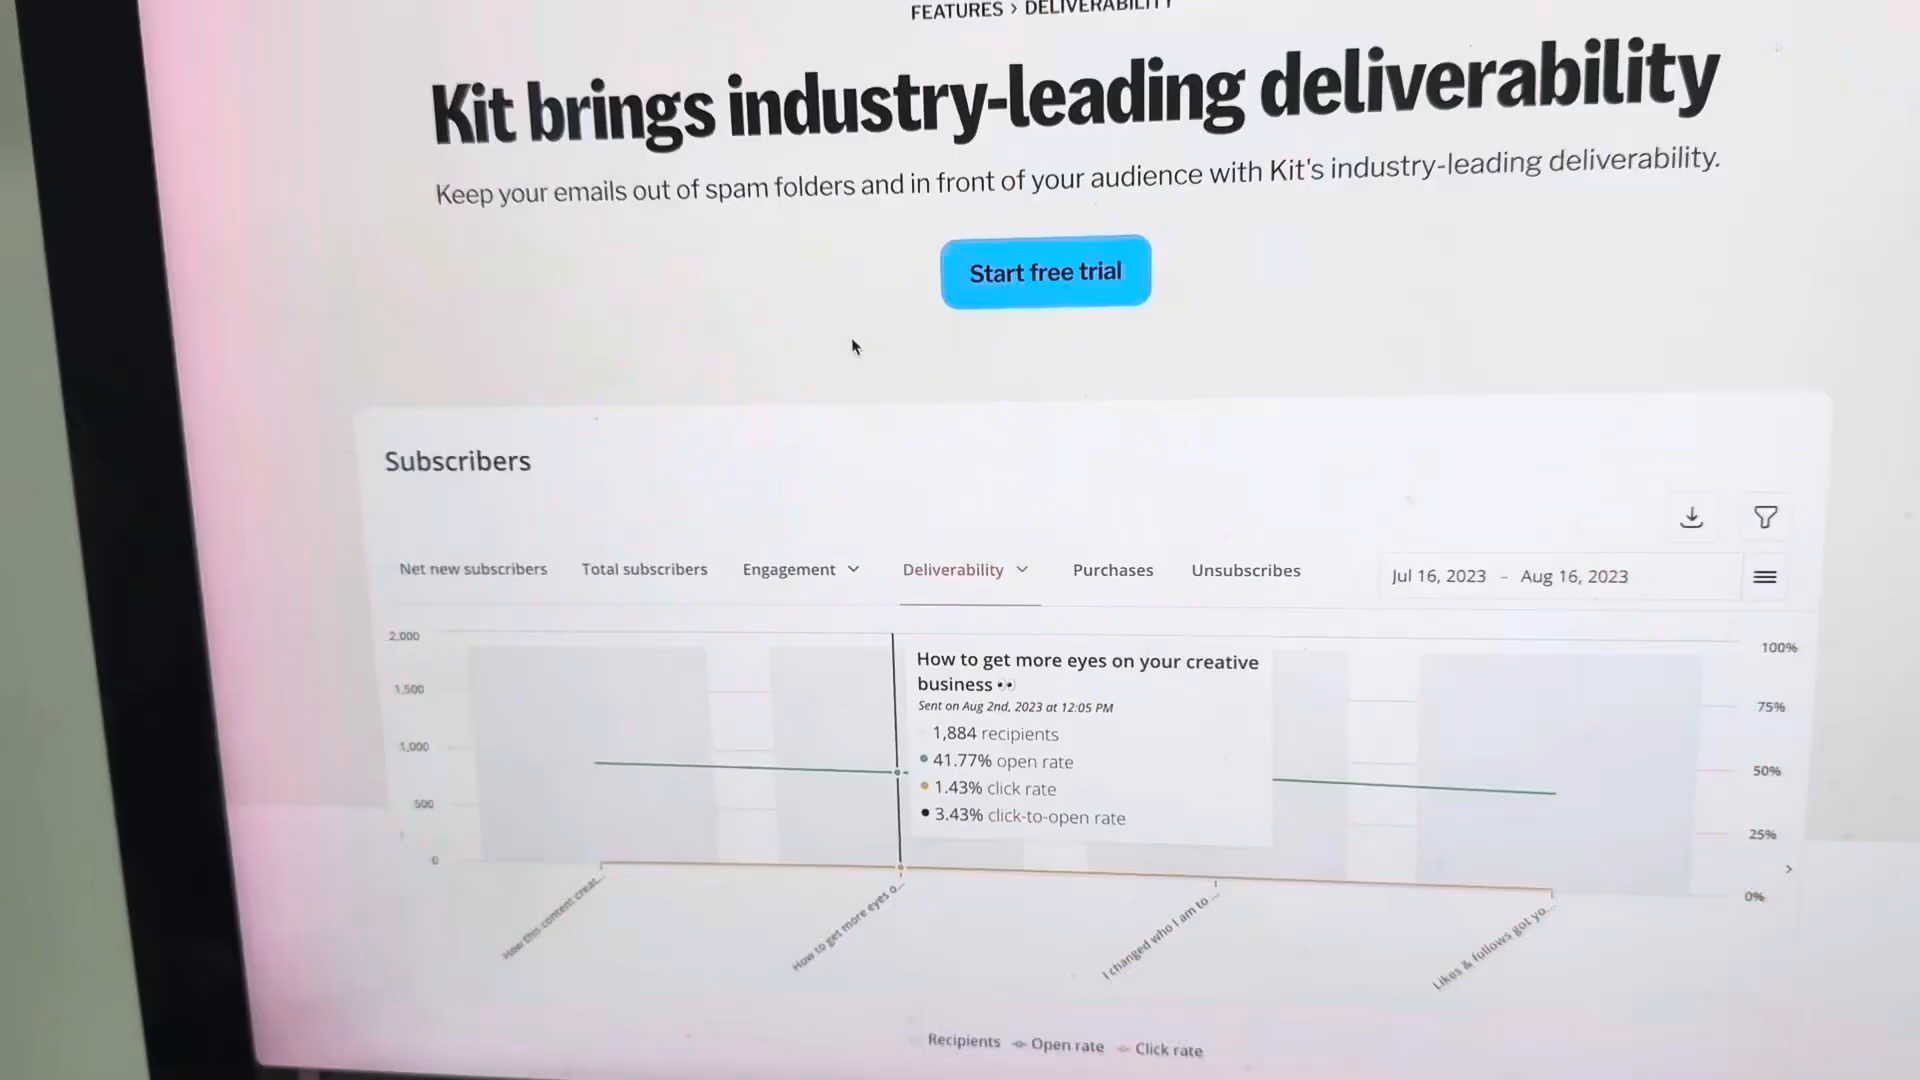 FEATURES > DELIVERABILITY
Kit brings industry-leading deliverability
Keep your emails out of spam folders and in front of your audience with Kit's industry-leading deliverability.
Start free trial
Subscribers
Net new subscribers
Total subscribers
Engagement
Deliverability
Purchases
Unsubscribes
Jul 16, 2023 - Aug 16, 2023
2,000
1,500
1,000
500
0
How to get more eyes on your creative
business 👀
Sent on Aug 2nd, 2023 at 12:05 PM
1,884 recipients
41.77% open rate
1.43% click rate
3.43% click-to-open rate
100%
75%
50%
25%
0%
How this content creat...
How to get more eyes o...
I changed who I am to ...
Likes & follows got yo...
Recipients
Open rate
Click rate